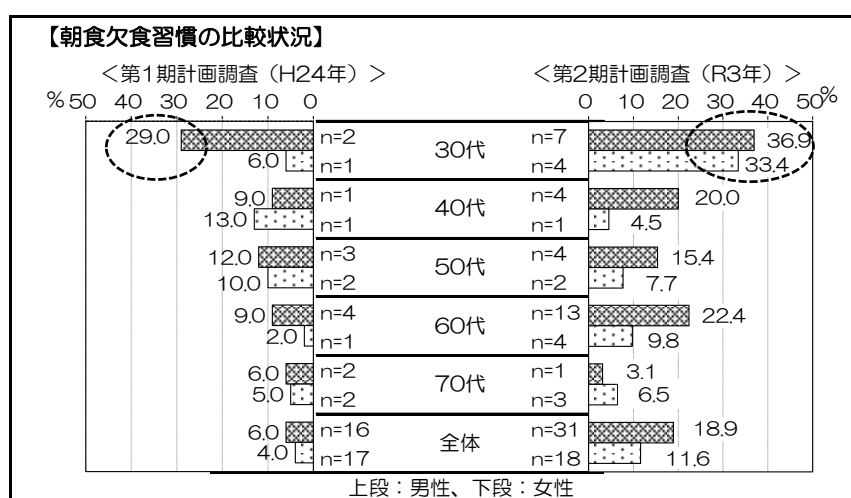 【朝食欠食習慣の比較状況】
＜第1期計画調査（H24年）＞ ＜第2期計画調査（R3年）＞
% 50 40 30 20 10 0 0 10 20 30 40 50 %
29.0 n=2 30代 n=7 36.9
6.0 n=1 n=4 33.4
9.0 n=1 40代 n=4 20.0
13.0 n=1 n=1 4.5
12.0 n=3 50代 n=4 15.4
10.0 n=2 n=2 7.7
9.0 n=4 60代 n=13 22.4
2.0 n=1 n=4 9.8
6.0 n=2 70代 n=1 3.1
5.0 n=2 n=3 6.5
6.0 n=16 全体 n=31 18.9
4.0 n=17 n=18 11.6
上段：男性、下段：女性